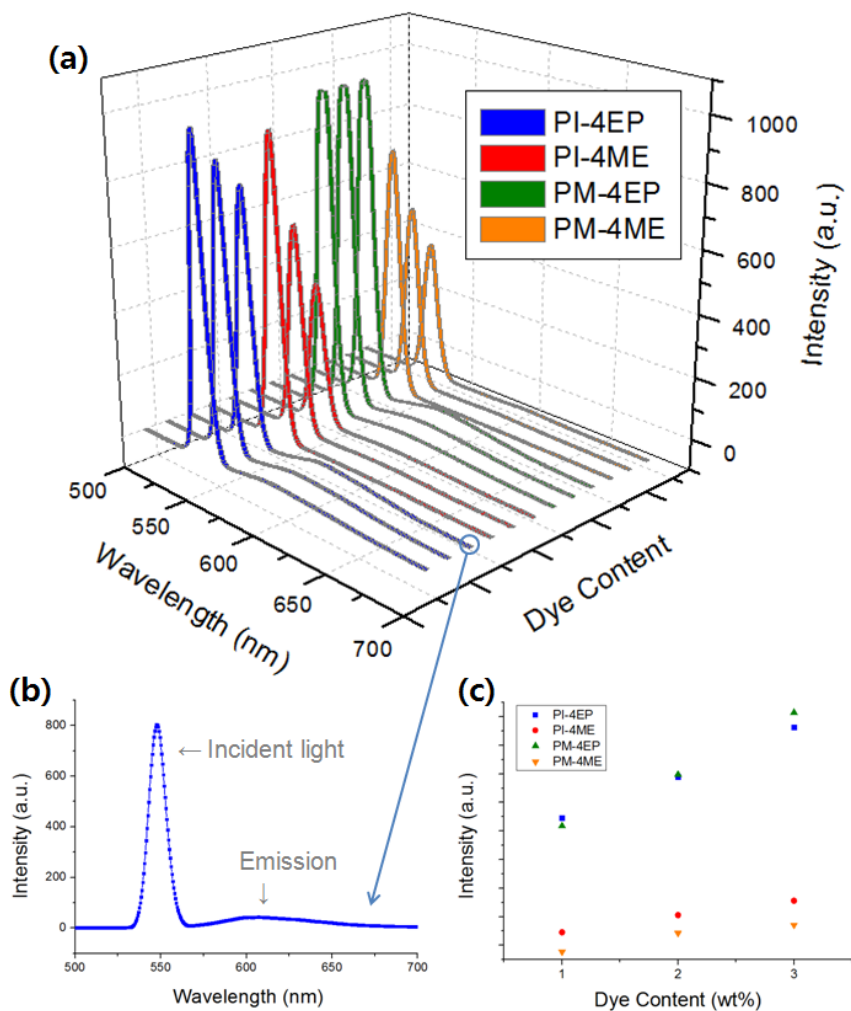 (a)
PI-4EP
PI-4ME
PM-4EP
PM-4ME
1000
800
600
400
200
0
Intensity (a.u.)
500
550
600
650
700
Wavelength (nm)
Dye Content
(b)
800
600
400
200
0
Intensity (a.u.)
← Incident light
Emission
↓
500
550
600
650
700
Wavelength (nm)
(c)
PI-4EP
PI-4ME
PM-4EP
PM-4ME
Intensity (a.u.)
1
2
3
Dye Content (wt%)